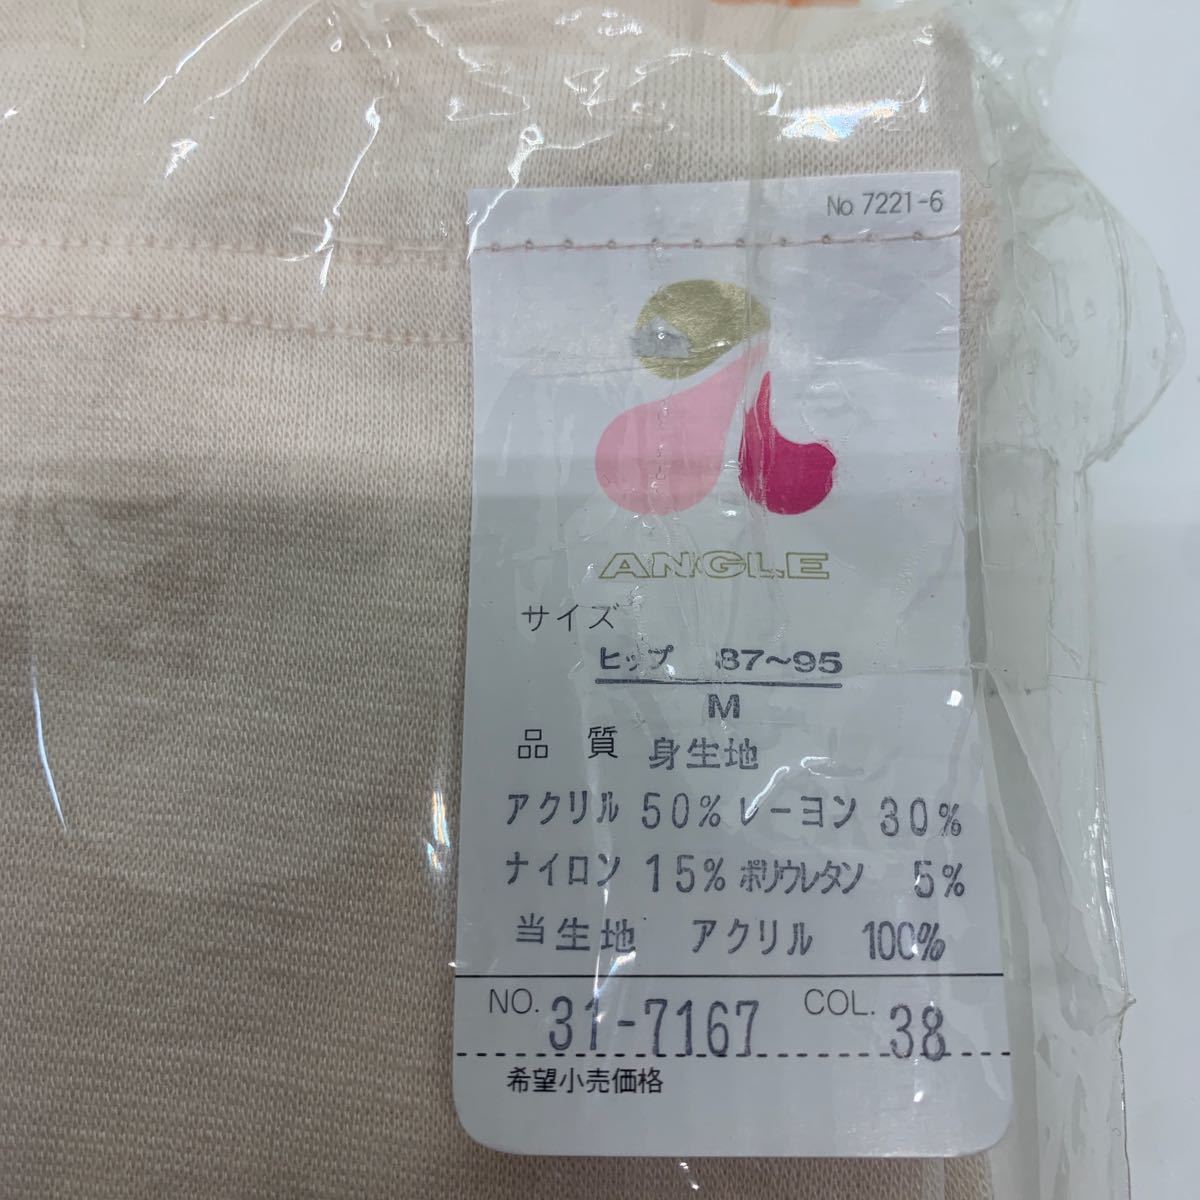 No 7221-6
ANGLE
サイズ
ヒップ 87~95
M
品質 身生地
アクリル 50% レーヨン 30%
ナイロン 15% ポリウレタン 5%
当生地 アクリル 100%
NO. 31-7167 COL. 38
希望小売価格